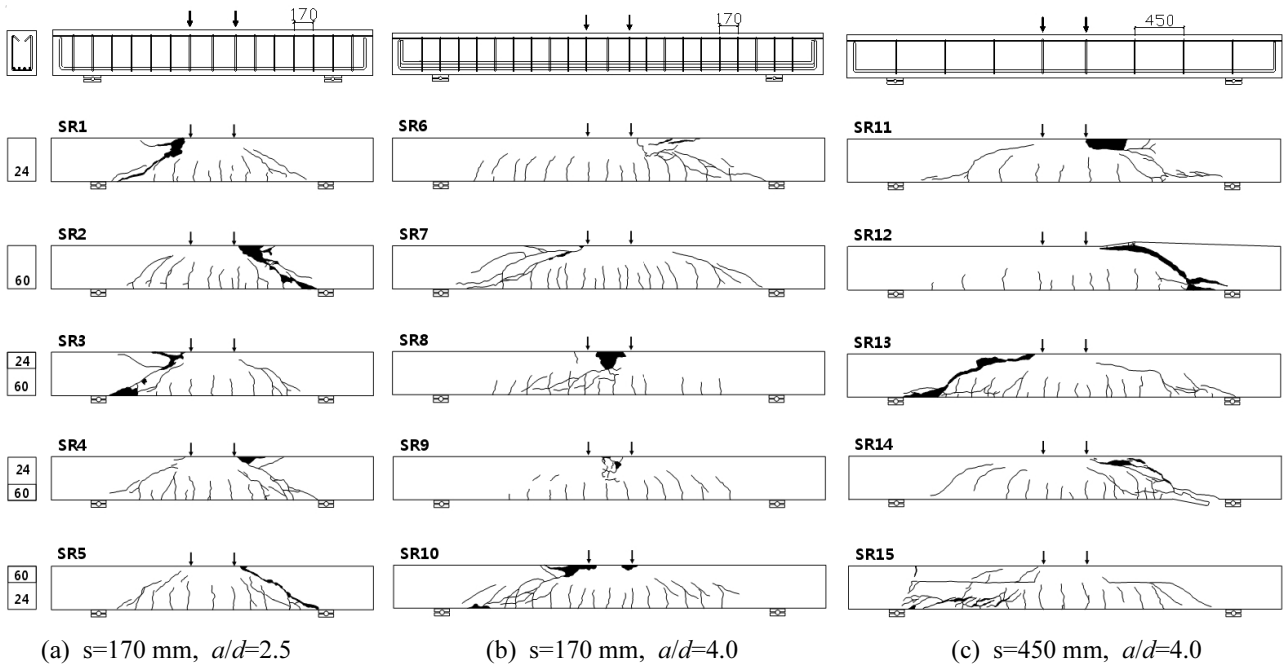 170 170 450
SR1 SR6 SR11
24
SR2 SR7 SR12
60
SR3 SR8 SR13
24
60
SR4 SR9 SR14
24
60
SR5 SR10 SR15
60
24
(a) s=170 mm, a/d=2.5 (b) s=170 mm, a/d=4.0 (c) s=450 mm, a/d=4.0